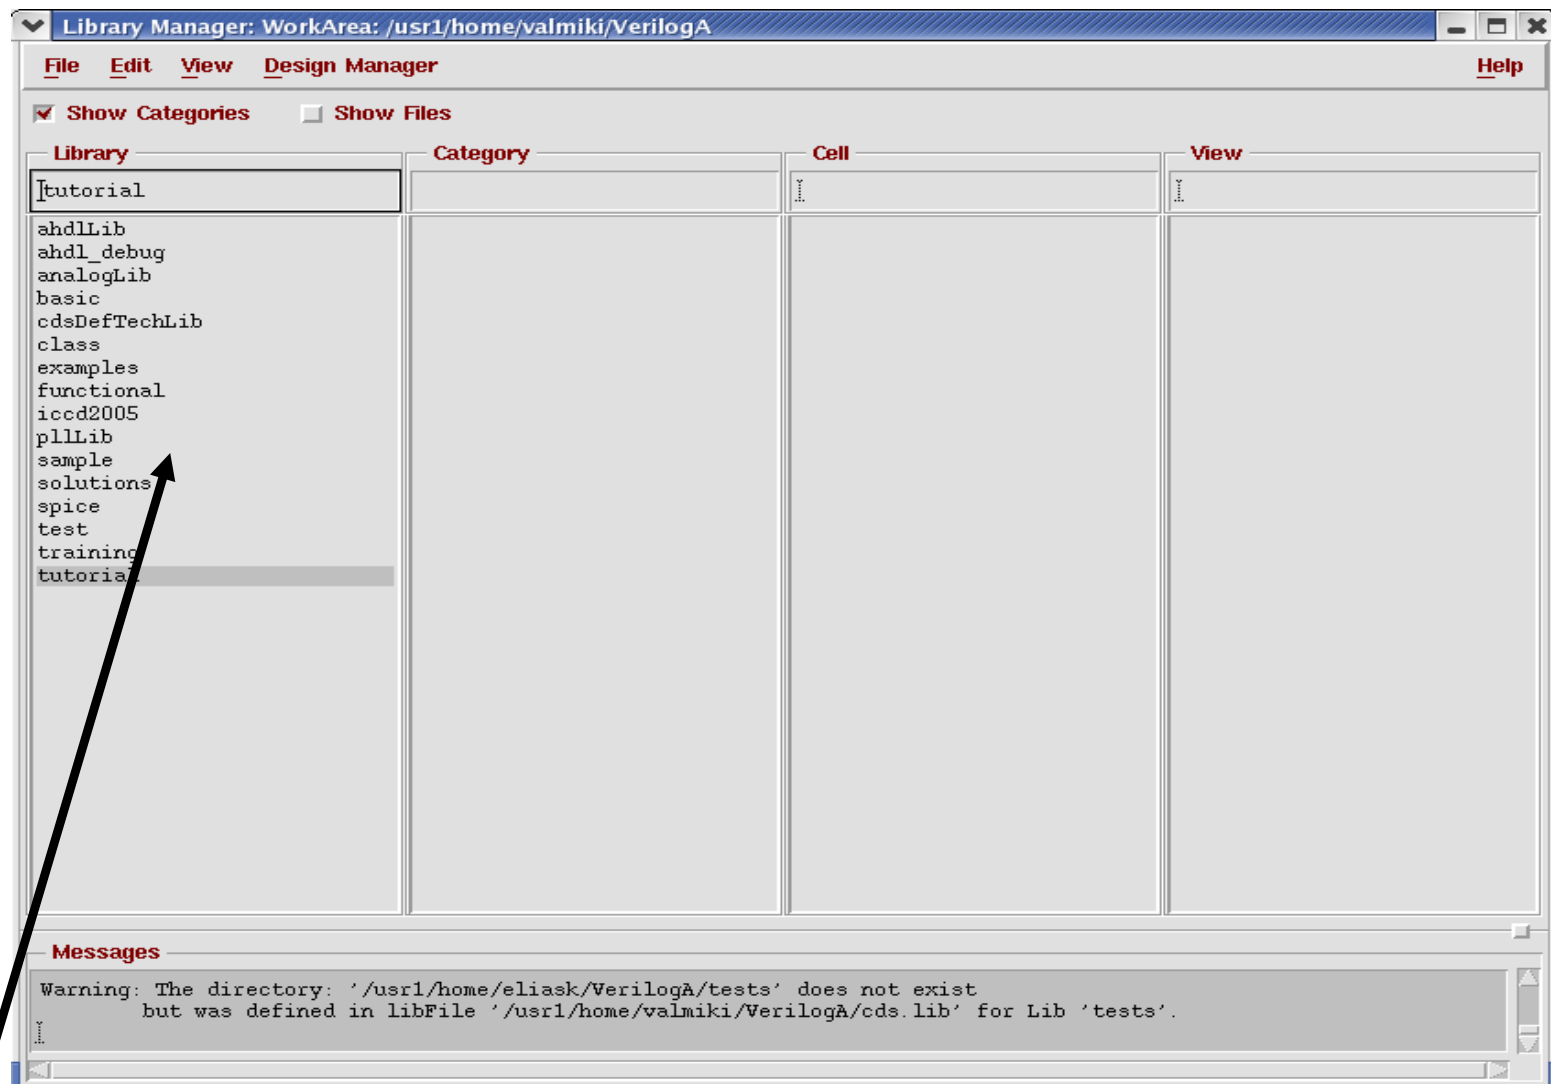 Library Manager: WorkArea: /usr1/home/valmiki/VerilogA
File Edit View Design Manager Help
Show Categories Show Files
Library Category Cell View
tutorial
ahdlLib
ahdl_debug
analogLib
basic
cdsDefTechLib
class
examples
functional
iccd2005
pllLib
sample
solutions
spice
test
training
tutorial
Messages
Warning: The directory: '/usr1/home/eliask/VerilogA/tests' does not exist
but was defined in libFile '/usr1/home/valmiki/VerilogA/cds.lib' for Lib 'tests'.